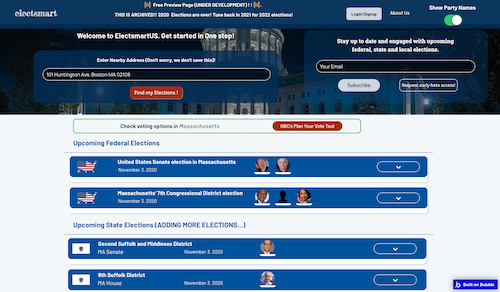 electsmart
Free Preview Page (UNDER DEVELOPMENT) !
THIS IS ARCHIVED!! 2020 Elections are over! Tune back in 2021 for 2022 elections!
Login/Signup
About Us
Show Party Names
Welcome to ElectsmartUS. Get started in One step!
Enter Nearby Address (Don't worry, we don't save this)!
101 Huntington Ave, Boston MA 02108
Find my Elections !
Stay up to date and engaged with upcoming
federal, state and local elections.
Your Email
Subscribe
Request early beta access!
Check voting options in Massachusetts
NBC's Plan Your Vote Tool
Upcoming Federal Elections
United States Senate election in Massachusetts
November 3, 2020
Massachusetts' 7th Congressional District election
November 3, 2020
Upcoming State Elections (ADDING MORE ELECTIONS...)
Second Suffolk and Middlesex District
MA Senate
November 3, 2020
9th Suffolk District
MA House
November 3, 2020
Built on Bubble